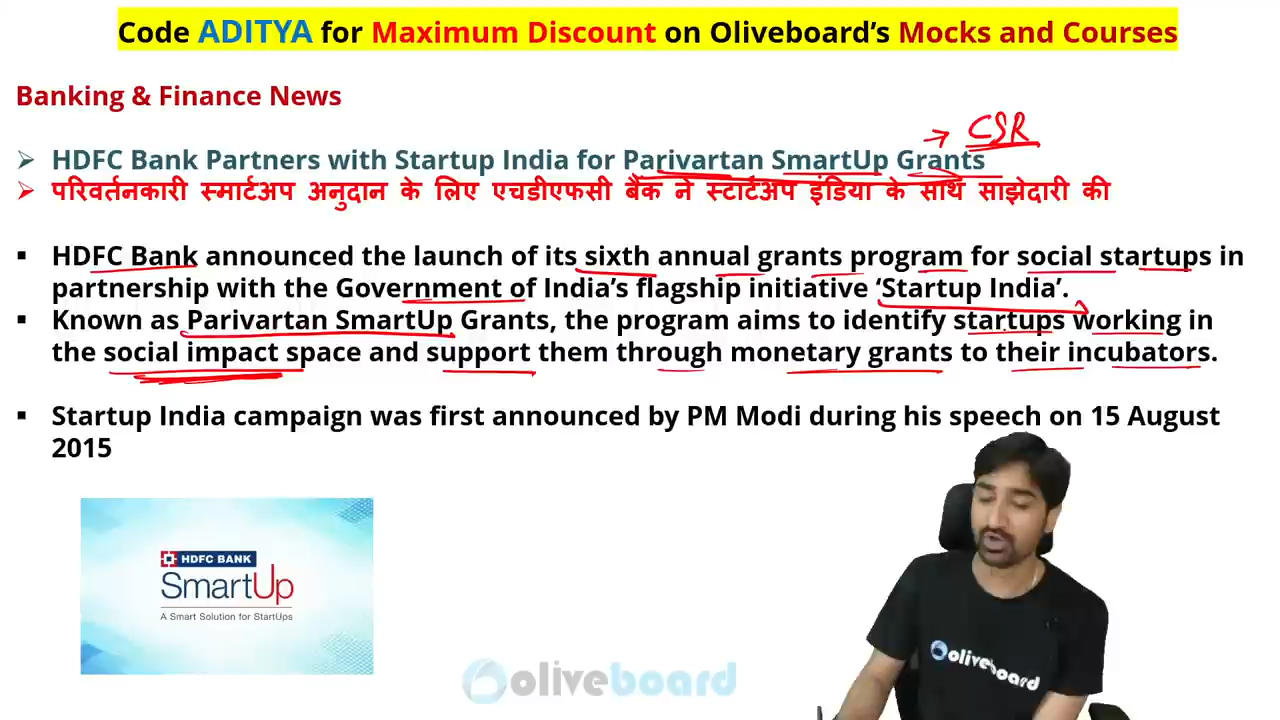 Code ADITYA for Maximum Discount on Oliveboard's Mocks and Courses
Banking & Finance News
CSR
HDFC Bank Partners with Startup India for Parivartan SmartUp Grants
परिवर्तनकारी स्मार्टअप अनुदान के लिए एचडीएफसी बैंक ने स्टार्टअप इंडिया के साथ साझेदारी की
HDFC Bank announced the launch of its sixth annual grants program for social startups in
partnership with the Government of India's flagship initiative 'Startup India'.
Known as Parivartan SmartUp Grants, the program aims to identify startups working in
the social impact space and support them through monetary grants to their incubators.
Startup India campaign was first announced by PM Modi during his speech on 15 August
2015
HDFC BANK
SmartUp
A Smart Solution for StartUps
oliveboard
oliveboard